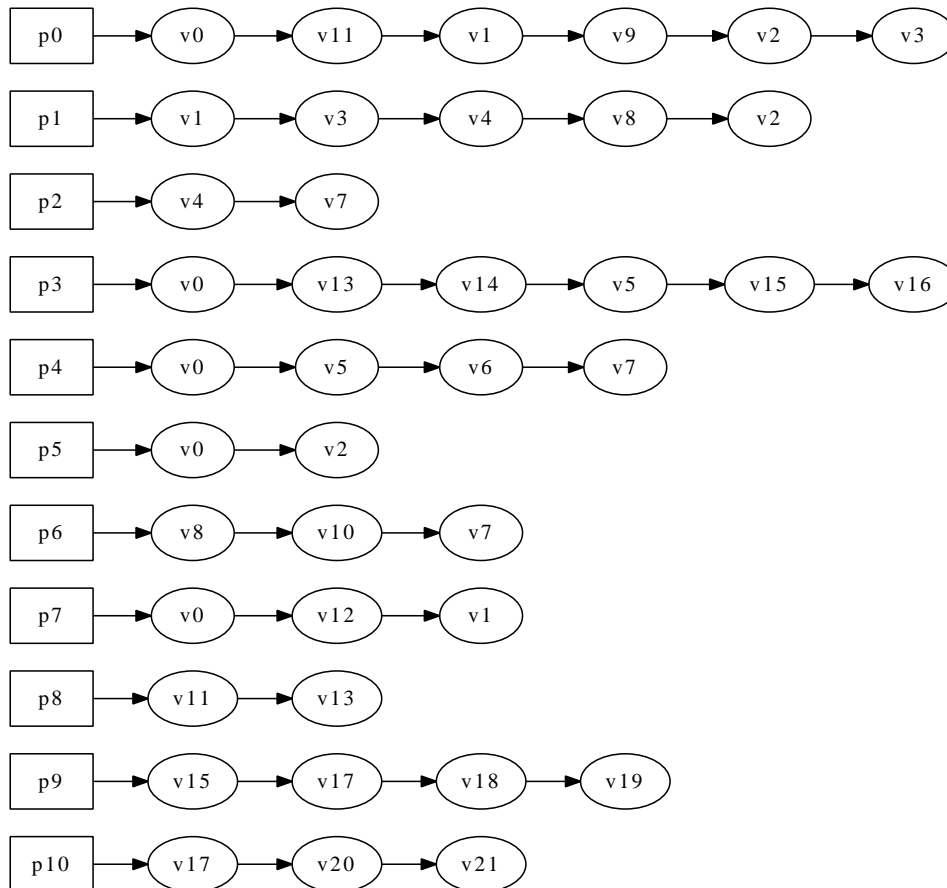 p0 v0 v11 v1 v9 v2 v3
p1 v1 v3 v4 v8 v2
p2 v4 v7
p3 v0 v13 v14 v5 v15 v16
p4 v0 v5 v6 v7
p5 v0 v2
p6 v8 v10 v7
p7 v0 v12 v1
p8 v11 v13
p9 v15 v17 v18 v19
p10 v17 v20 v21